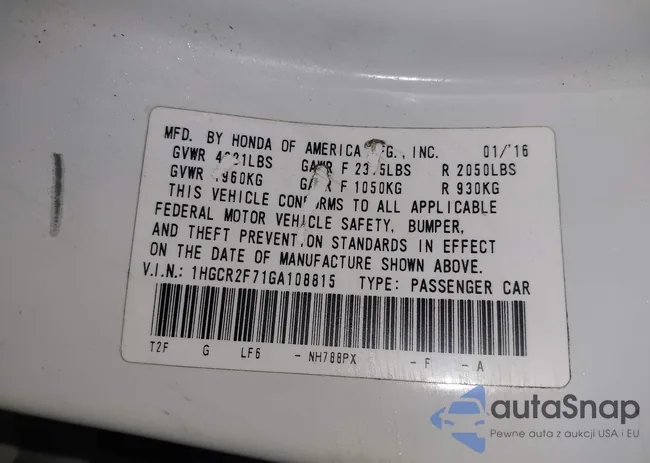 MFD. BY HONDA OF AMERICA INC. 01/'16
GVWR F R 2050LBS
GVWR F 1050KG R 930KG
THIS VEHICLE TO ALL APPLICABLE
FEDERAL MOTOR VEHICLE SAFETY, BUMPER,
AND THEFT STANDARDS IN EFFECT
ON THE DATE OF MANUFACTURE SHOWN ABOVE.
V.I.N.: 1HGCR2F71GA108815 TYPE: PASSENGER CAR
T2F G LF6 - NH788PX - F - A
autaSnap
Pewne auta z aukcji USA i EU